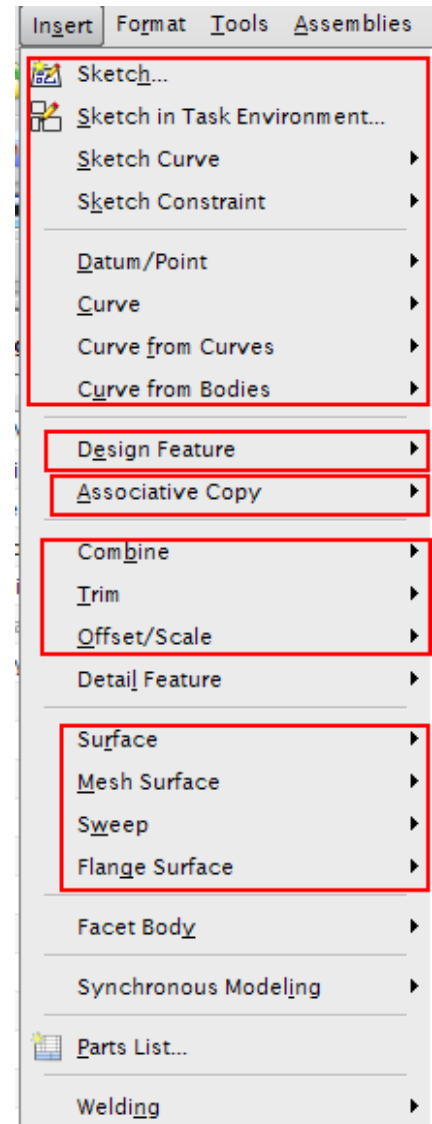 Insert Format Tools Assemblies
Sketch...
Sketch in Task Environment...
Sketch Curve
Sketch Constraint
Datum/Point
Curve
Curve from Curves
Curve from Bodies
Design Feature
Associative Copy
Combine
Trim
Offset/Scale
Detail Feature
Surface
Mesh Surface
Sweep
Flange Surface
Facet Body
Synchronous Modeling
Parts List...
Welding